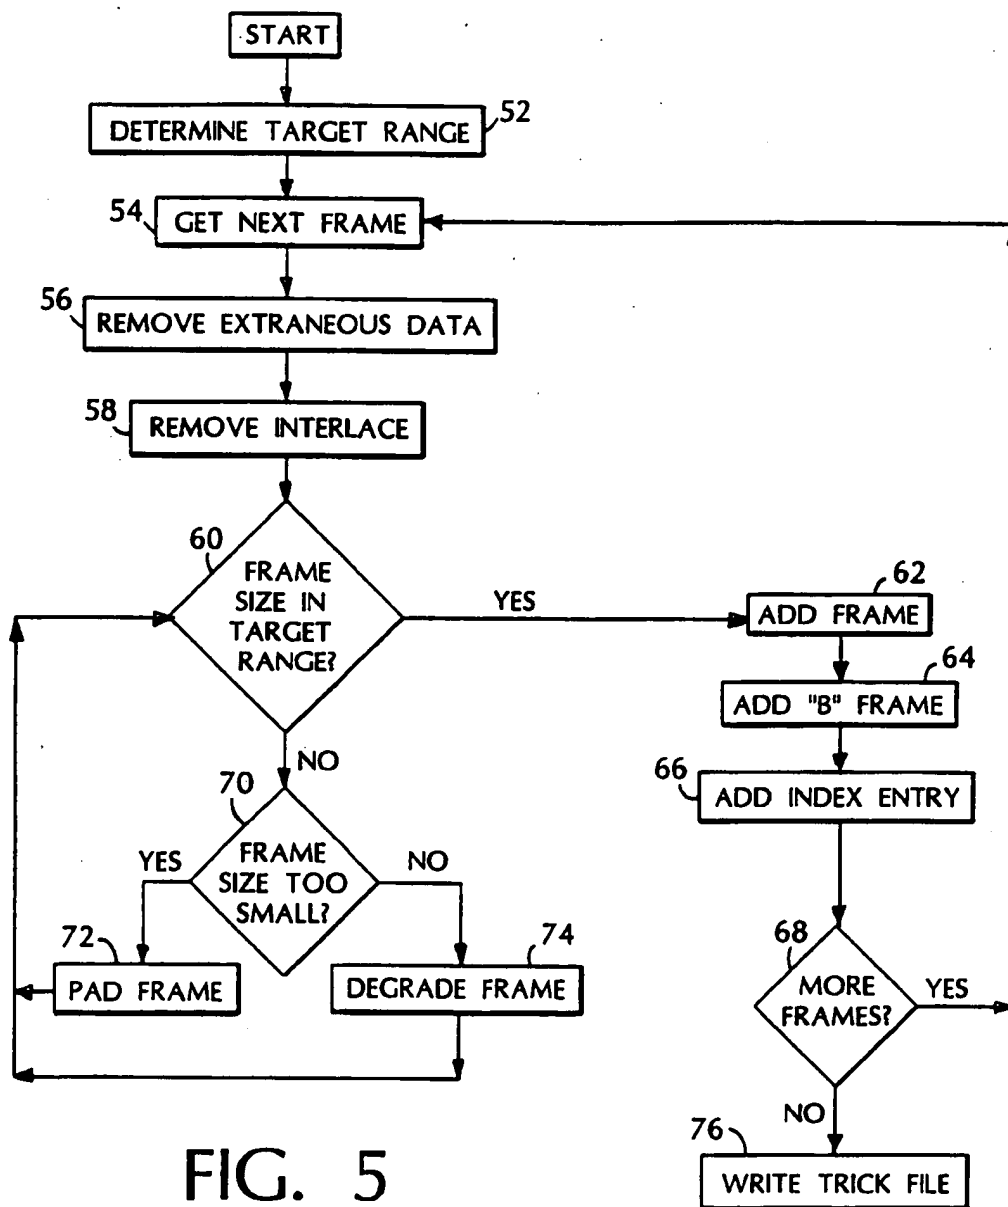 START
52
DETERMINE TARGET RANGE
54
GET NEXT FRAME
56
REMOVE EXTRANEOUS DATA
58
REMOVE INTERLACE
60
FRAME
SIZE IN
TARGET
RANGE?
YES
62
ADD FRAME
64
ADD "B" FRAME
66
ADD INDEX ENTRY
NO
70
FRAME
SIZE TOO
SMALL?
YES
NO
72
PAD FRAME
74
DEGRADE FRAME
68
MORE
FRAMES?
YES
NO
76
WRITE TRICK FILE
FIG. 5